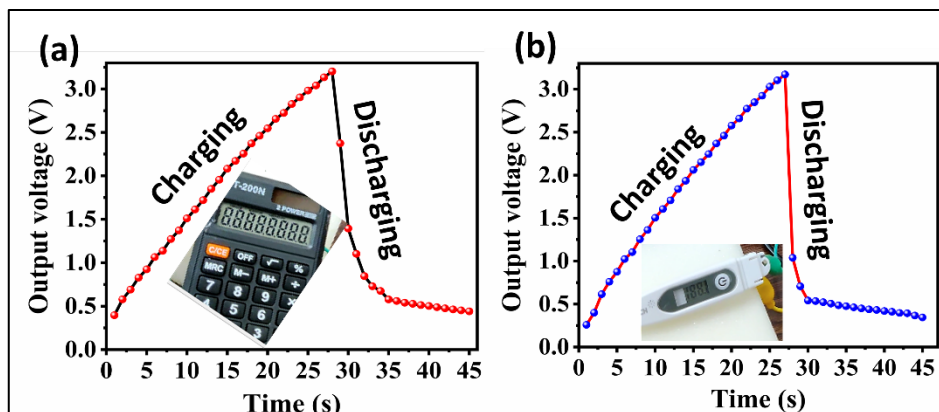 (a)
Output voltage (V)
3.0
2.5
2.0
1.5
1.0
0.5
0.0
0 5 10 15 20 25 30 35 40 45
Time (s)
Charging
Discharging
T-200N
2 POWER
88888888
C/CE OFF √ %
MRC M– M+ ÷
7 8 9 ×
4 5 6
3
(b)
Output voltage (V)
3.0
2.5
2.0
1.5
1.0
0.5
0.0
0 5 10 15 20 25 30 35 40 45
Time (s)
Charging
Discharging